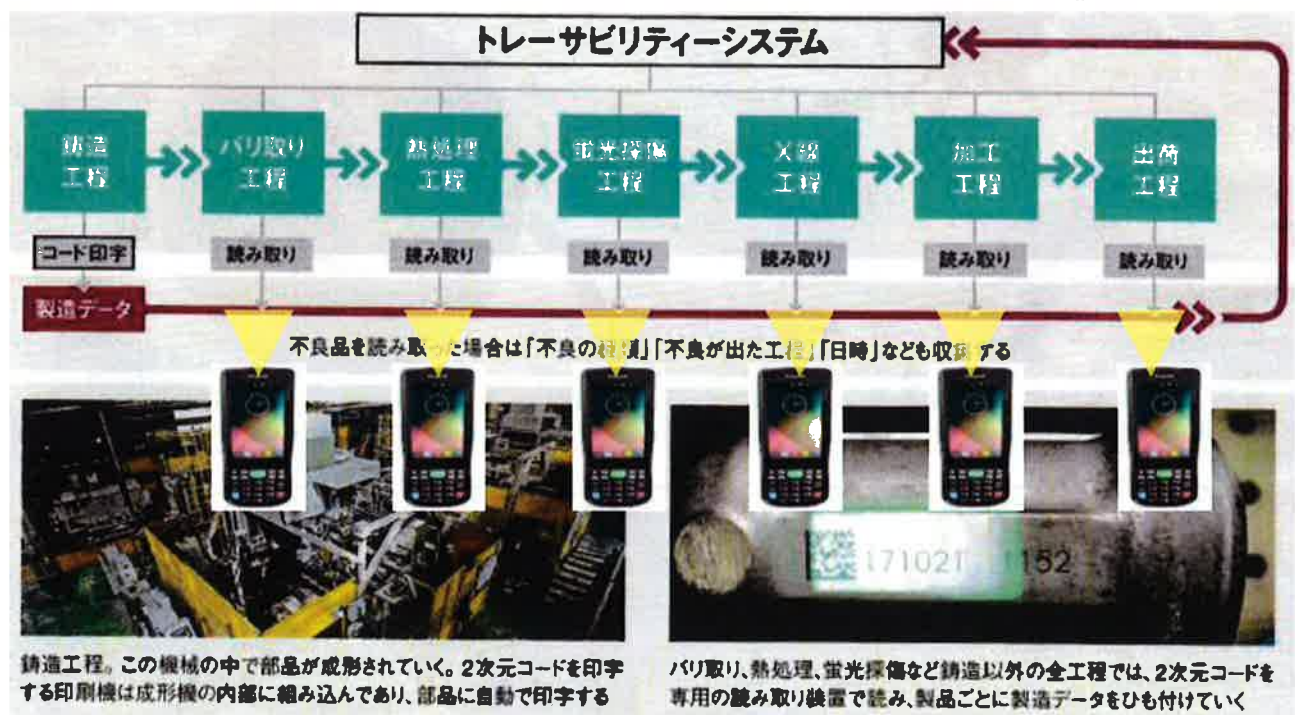 トレーサビリティーシステム
鋳造
工程
バリ取り
工程
熱処理
工程
蛍光探傷
工程
X線
工程
加工
工程
出荷
工程
コード印字
読み取り
読み取り
読み取り
読み取り
読み取り
読み取り
製造データ
不良品を読み取った場合は「不良の種類」「不良が出た工程」「日時」なども収集する
171021 1152
鋳造工程。この機械の中で部品が成形されていく。2次元コードを印字
する印刷機は成形機の内部に組み込んであり、部品に自動で印字する
バリ取り、熱処理、蛍光探傷など鋳造以外の全工程では、2次元コードを
専用の読み取り装置で読み、製品ごとに製造データをひも付けていく